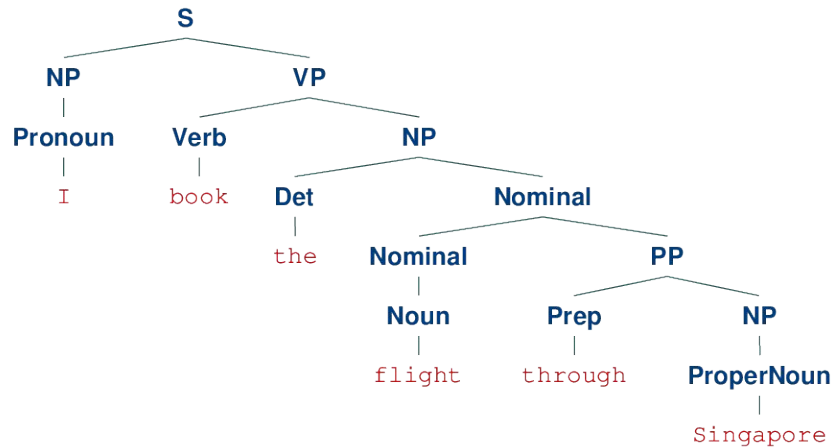 S
NP VP
Pronoun Verb NP
I book Det Nominal
the Nominal PP
Noun Prep NP
flight through ProperNoun
Singapore